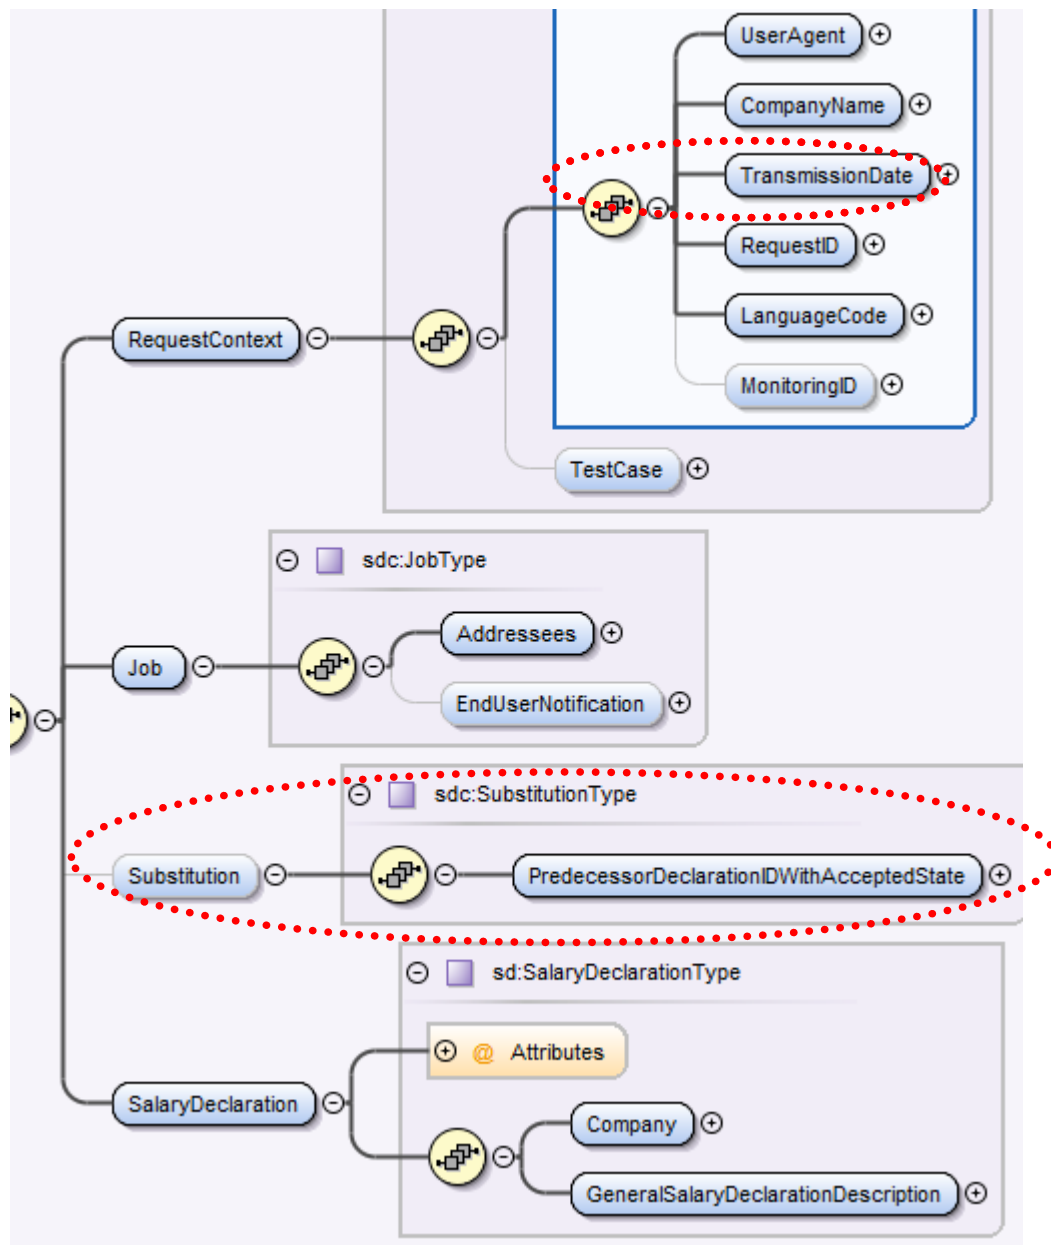 UserAgent
CompanyName
TransmissionDate
RequestID
LanguageCode
MonitoringID
RequestContext
TestCase
sdc:JobType
Addressees
Job
EndUserNotification
sdc:SubstitutionType
Substitution
PredecessorDeclarationIDWithAcceptedState
sd:SalaryDeclarationType
@ Attributes
SalaryDeclaration
Company
GeneralSalaryDeclarationDescription